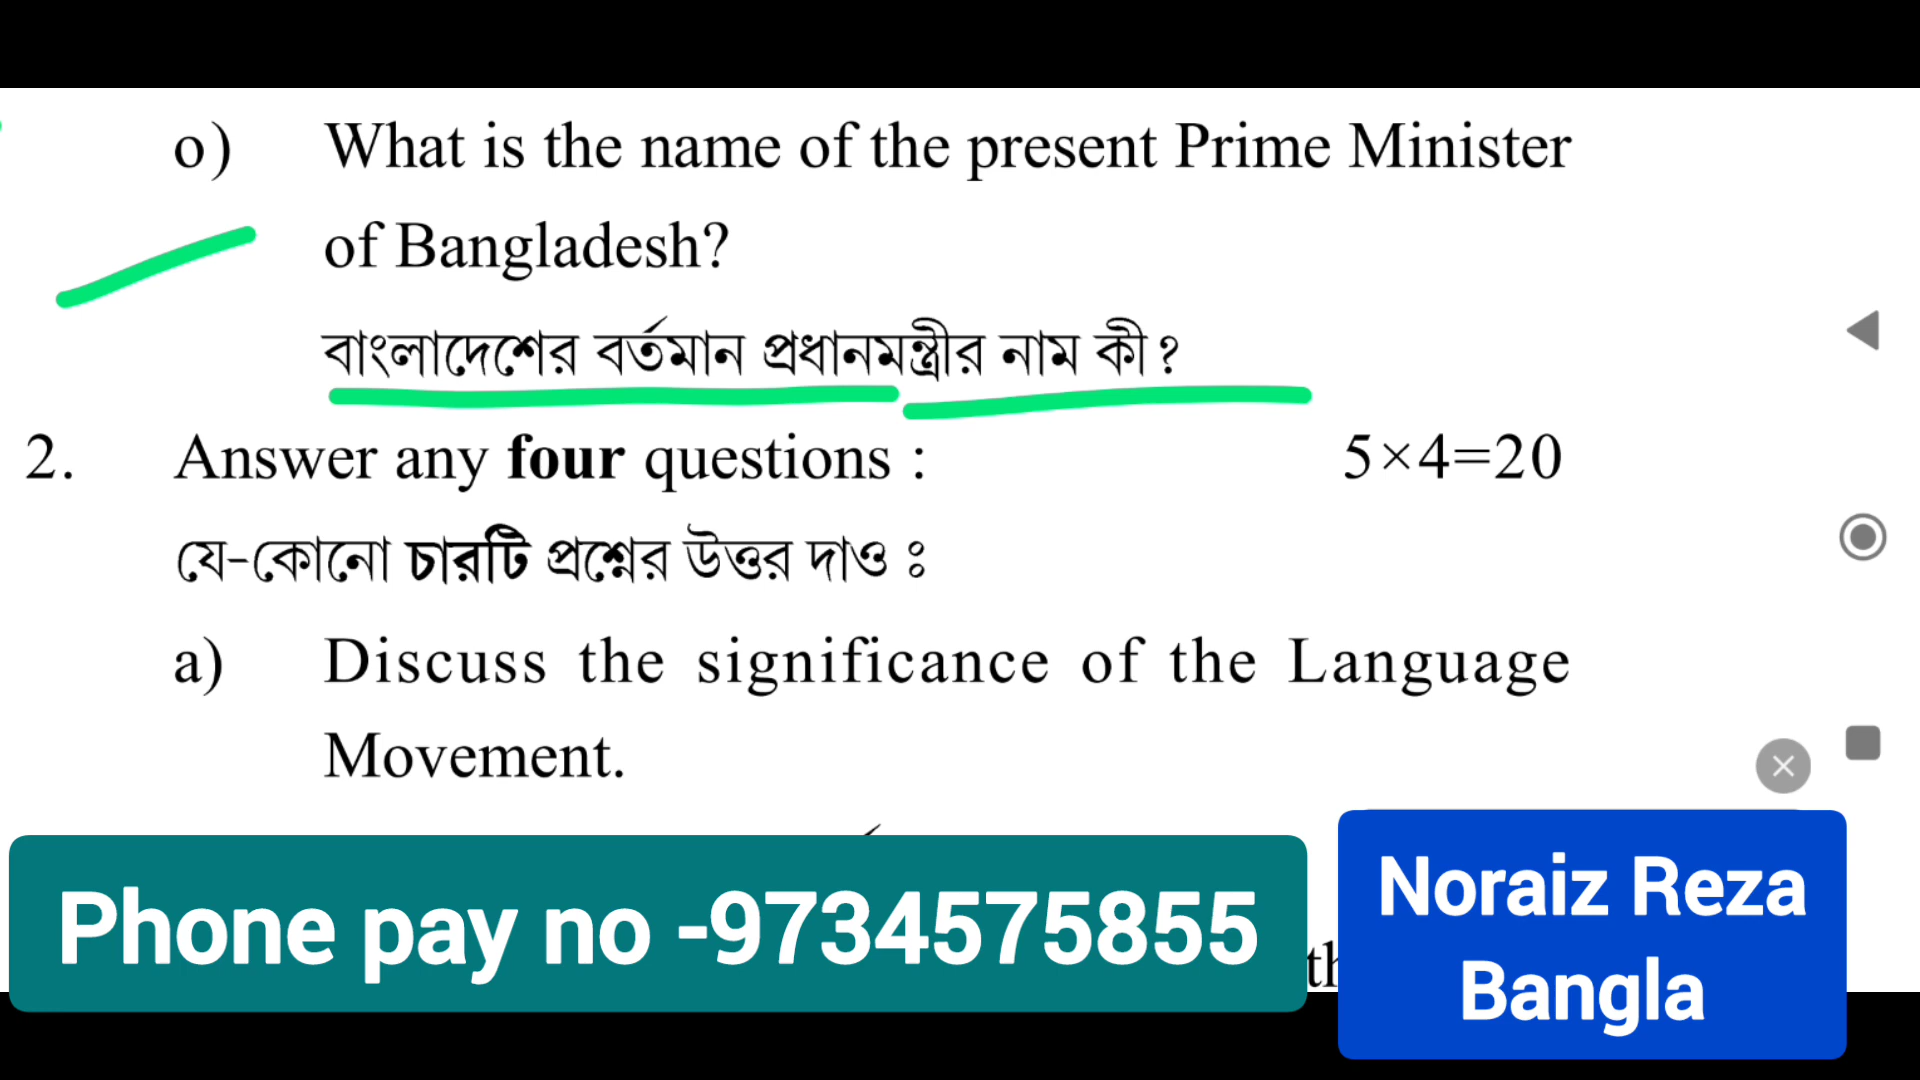 o) What is the name of the present Prime Minister
of Bangladesh?
বাংলাদেশের বর্তমান প্রধানমন্ত্রীর নাম কী?
2. Answer any four questions : 5×4=20
যে-কোনো চারটি প্রশ্নের উত্তর দাও ঃ
a) Discuss the significance of the Language
Movement.
Phone pay no -9734575855
Noraiz Reza
Bangla